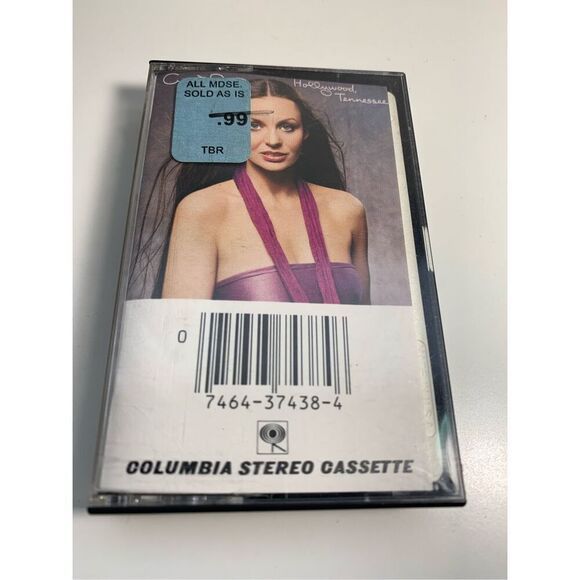 ALL MDSE.
SOLD AS IS
.99
TBR
Hollywood,
Tennessee
0
7464-37438-4
COLUMBIA STEREO CASSETTE